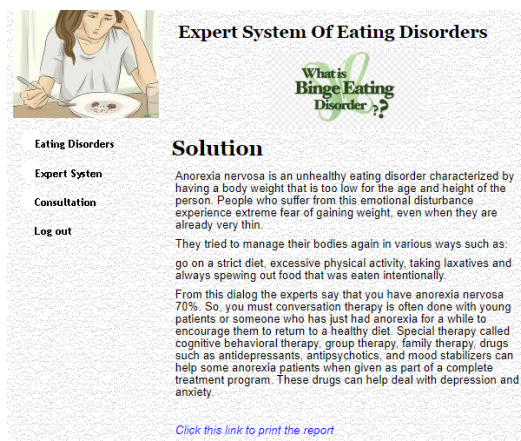 Expert System Of Eating Disorders
What is
Binge Eating
Disorder ??
Eating Disorders
Expert Systen
Consultation
Log out
Solution
Anorexia nervosa is an unhealthy eating disorder characterized by
having a body weight that is too low for the age and height of the
person. People who suffer from this emotional disturbance
experience extreme fear of gaining weight, even when they are
already very thin.
They tried to manage their bodies again in various ways such as:
go on a strict diet, excessive physical activity, taking laxatives and
always spewing out food that was eaten intentionally.
From this dialog the experts say that you have anorexia nervosa
70%. So, you must conversation therapy is often done with young
patients or someone who has just had anorexia for a while to
encourage them to return to a healthy diet. Special therapy called
cognitive behavioral therapy, group therapy, family therapy, drugs
such as antidepressants, antipsychotics, and mood stabilizers can
help some anorexia patients when given as part of a complete
treatment program. These drugs can help deal with depression and
anxiety.
Click this link to print the report